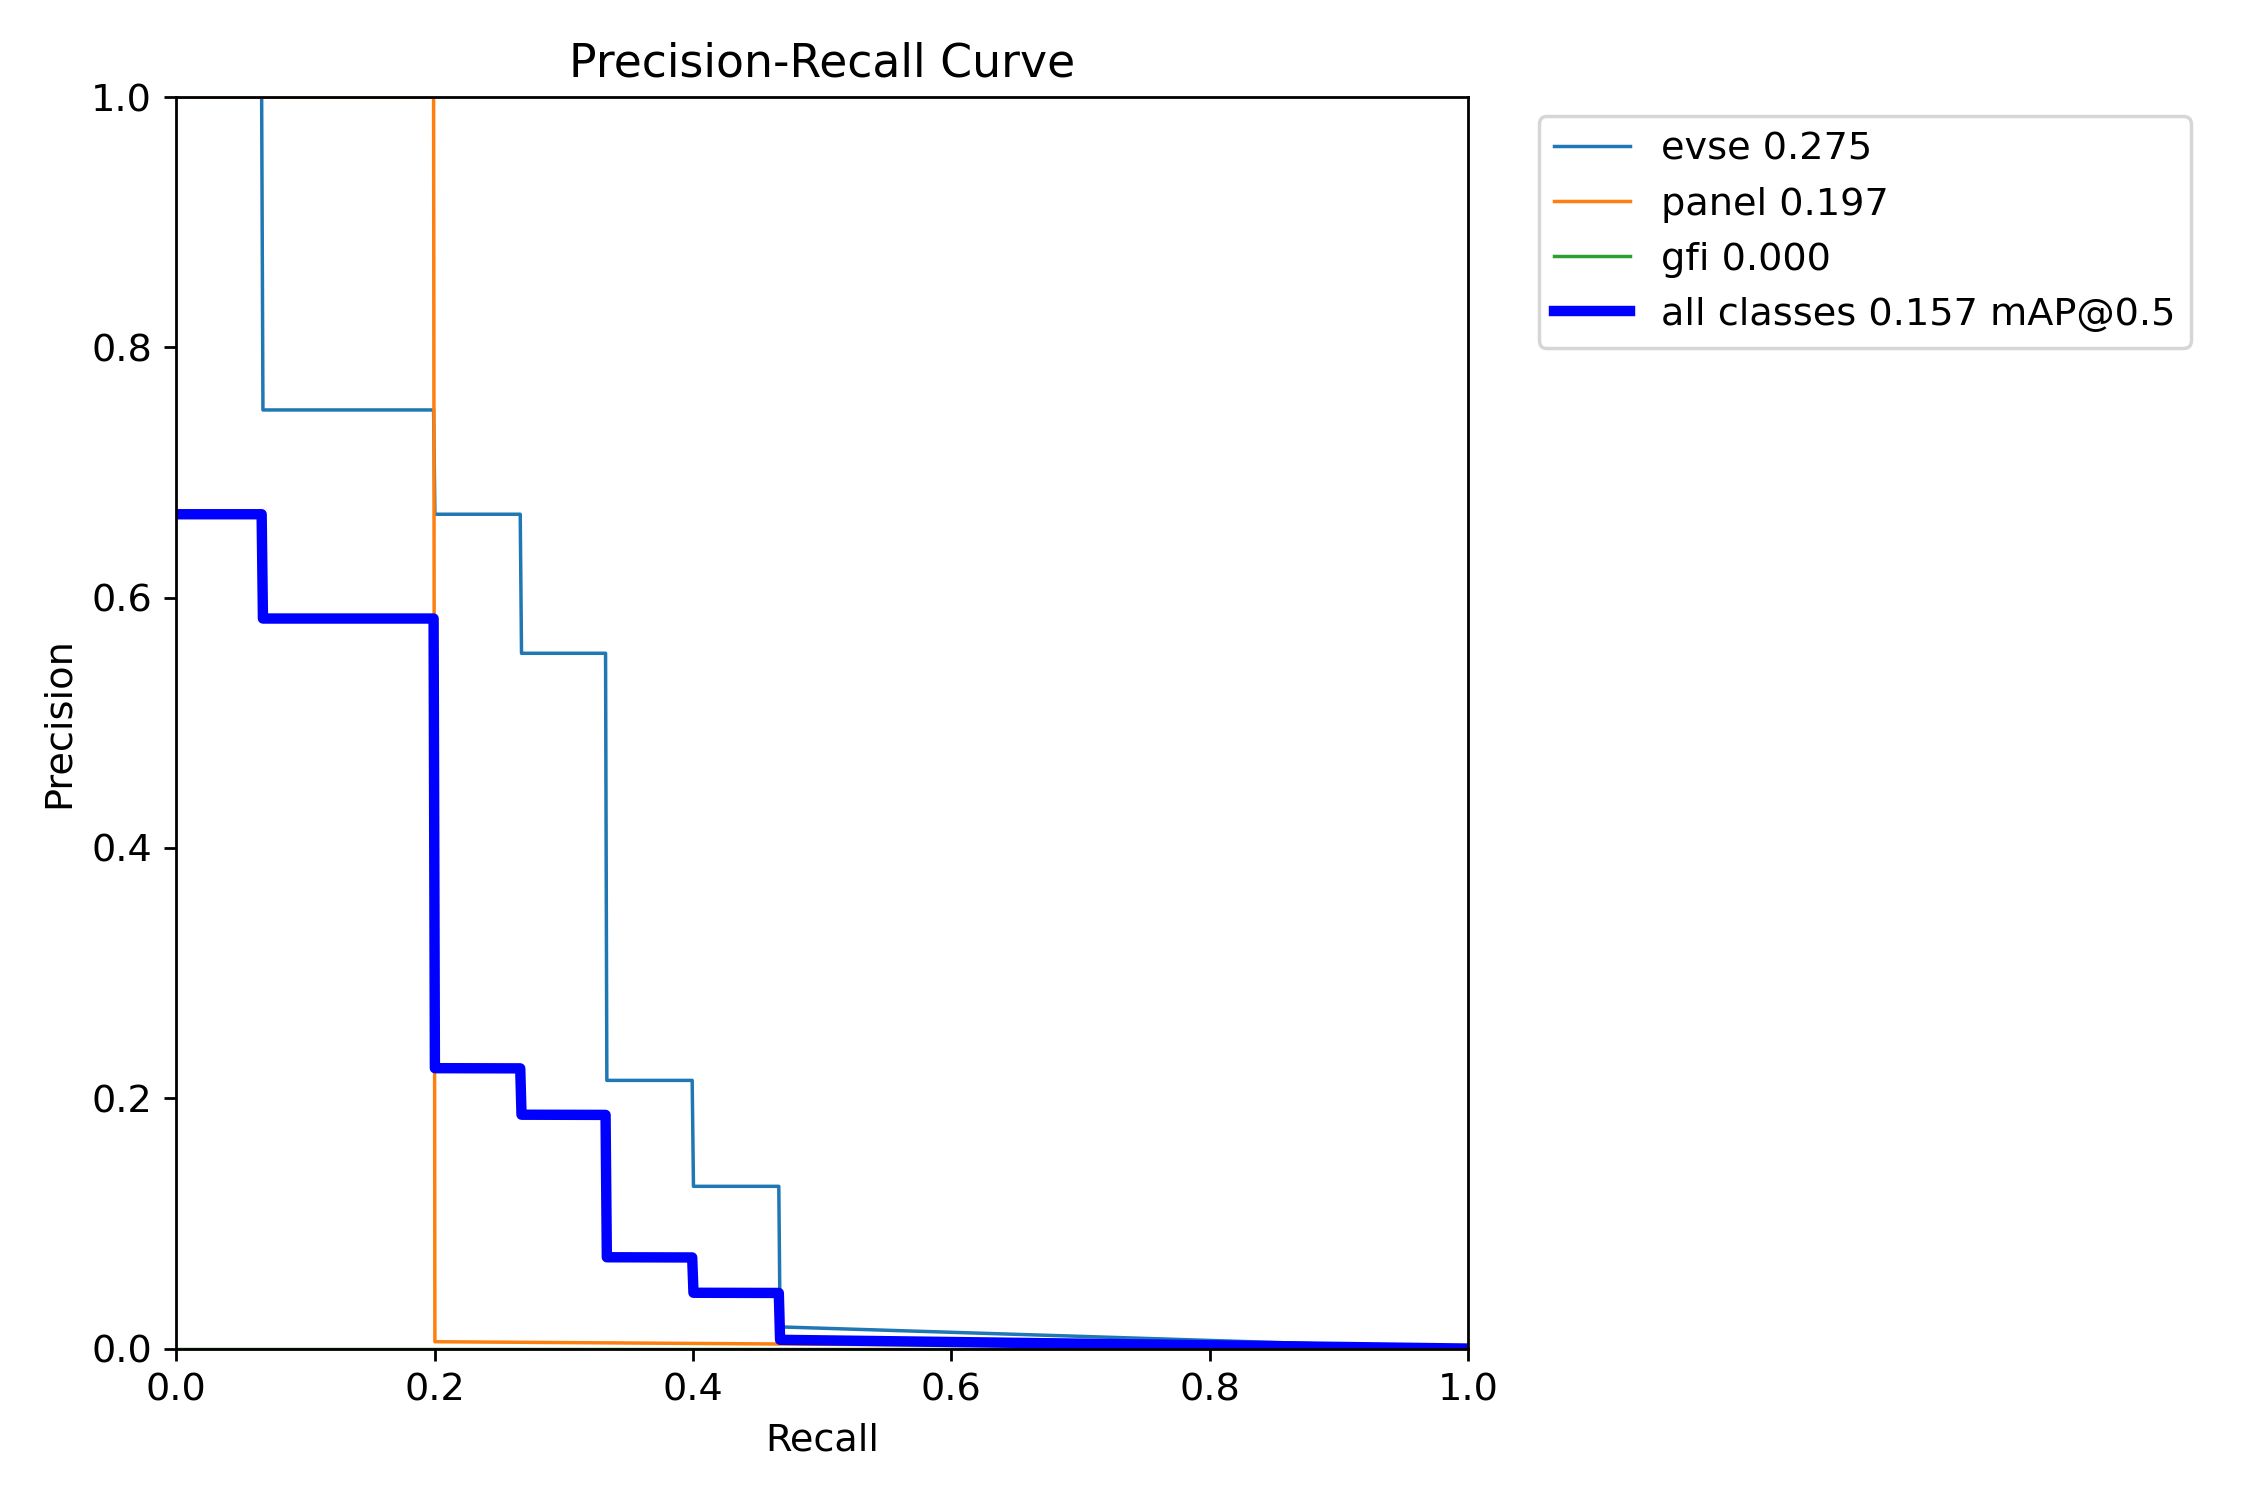 Precision-Recall Curve
1.0
0.8
0.6
0.4
0.2
0.0
Precision
0.0 0.2 0.4 0.6 0.8 1.0
Recall
evse 0.275
panel 0.197
gfi 0.000
all classes 0.157 mAP@0.5